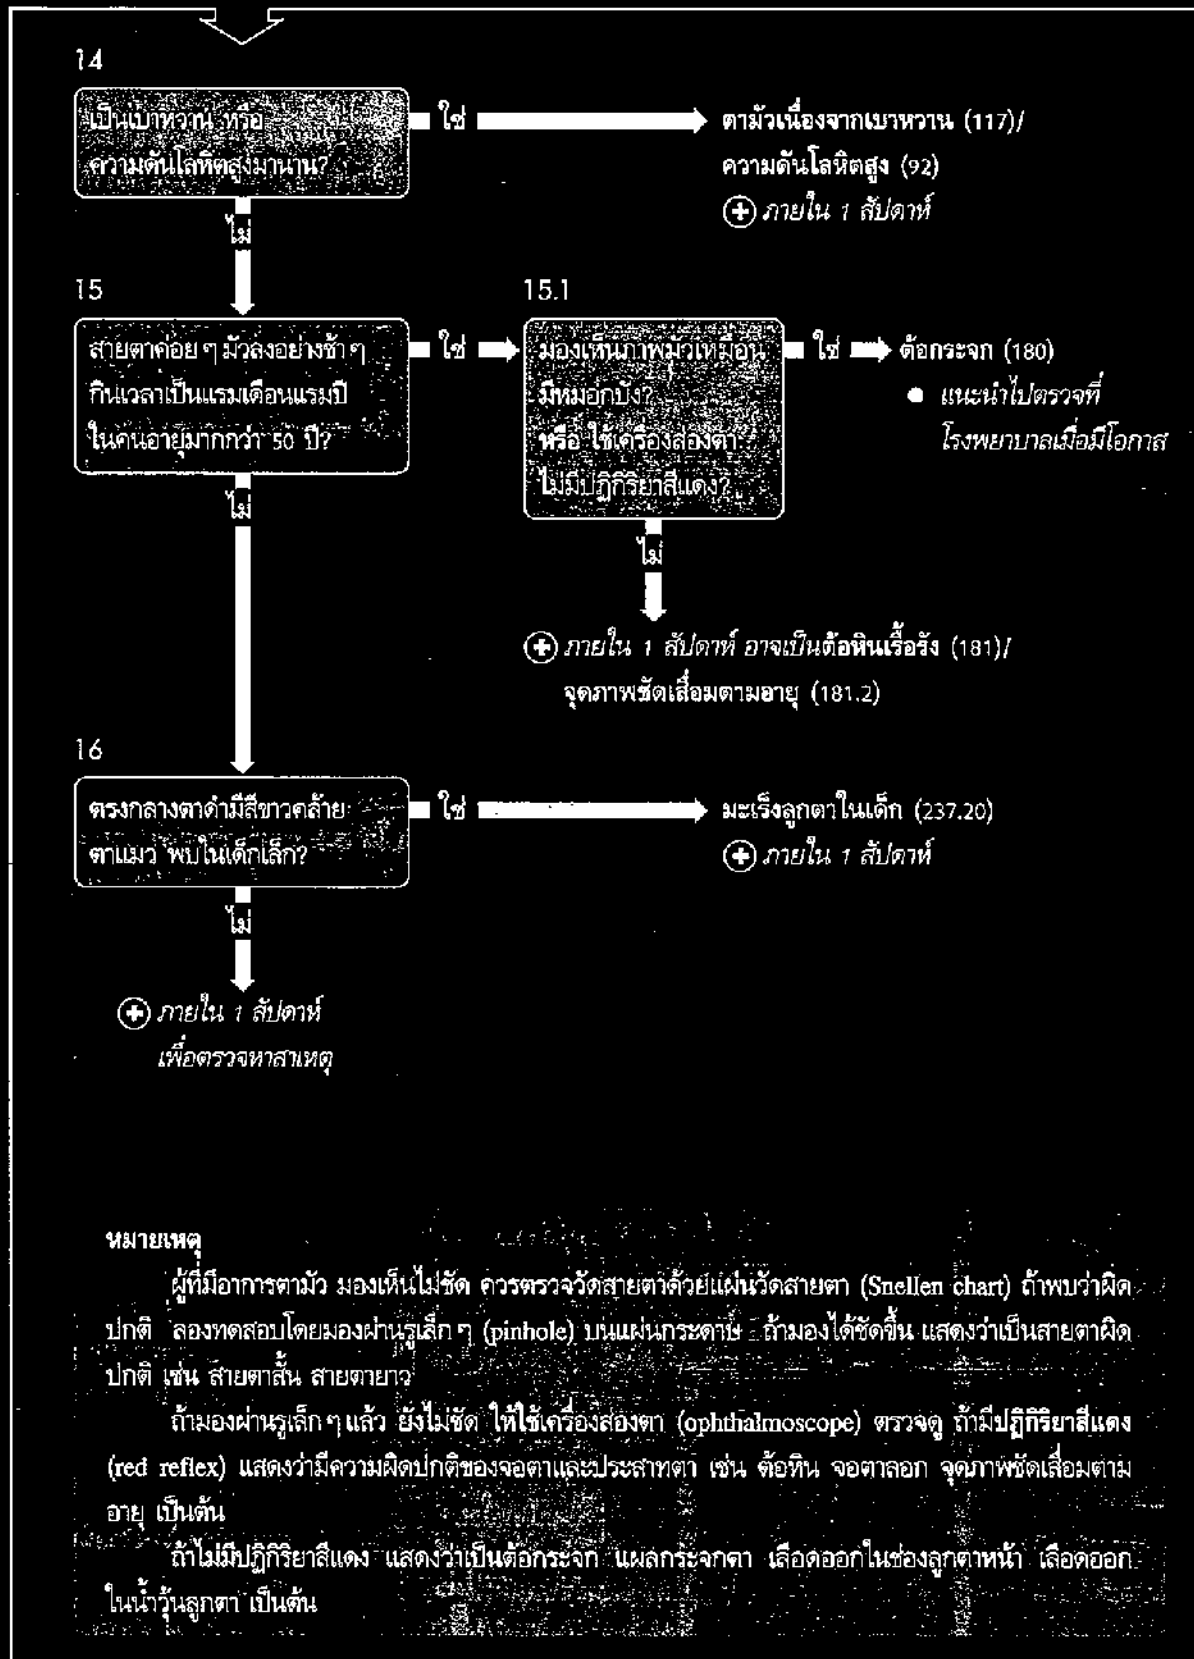 14
เป็นเบาหวาน หรือ
ความดันโลหิตสูงมานาน?
ใช่
ตามัวเนื่องจากเบาหวาน (117)/
ความดันโลหิตสูง (92)
ภายใน 1 สัปดาห์
ไม่
15
สายตาค่อย ๆ มัวลงอย่างช้า ๆ
กินเวลาเป็นแรมเดือนแรมปี
ในคนอายุมากกว่า 50 ปี?
ใช่
15.1
มองเห็นภาพมัวเหมือน
มีหมอกบัง?
หรือ ใช้เครื่องส่องตา
ไม่มีปฏิกิริยาสีแดง?
ใช่
ต้อกระจก (180)
● แนะนำไปตรวจที่
โรงพยาบาลเมื่อมีโอกาส
ไม่
ไม่
ภายใน 1 สัปดาห์ อาจเป็นต้อหินเรื้อรัง (181)/
จุดภาพชัดเสื่อมตามอายุ (181.2)
16
ตรงกลางตาดำมีสีขาวคล้าย
ตาแมว พบในเด็กเล็ก?
ใช่
มะเร็งลูกตาในเด็ก (237.20)
ภายใน 1 สัปดาห์
ไม่
ภายใน 1 สัปดาห์
เพื่อตรวจหาสาเหตุ
หมายเหตุ
ผู้ที่มีอาการตามัว มองเห็นไม่ชัด ควรตรวจวัดสายตาด้วยแผ่นวัดสายตา (Snellen chart) ถ้าพบว่าผิด
ปกติ ลองทดสอบโดยมองผ่านรูเล็ก ๆ (pinhole) บนแผ่นกระดาษ ถ้ามองได้ชัดขึ้น แสดงว่าเป็นสายตาผิด
ปกติ เช่น สายตาสั้น สายตายาว
ถ้ามองผ่านรูเล็ก ๆ แล้ว ยังไม่ชัด ให้ใช้เครื่องส่องตา (ophthalmoscope) ตรวจดู ถ้ามีปฏิกิริยาสีแดง
(red reflex) แสดงว่ามีความผิดปกติของจอตาและประสาทตา เช่น ต้อหิน จอตาลอก จุดภาพชัดเสื่อมตาม
อายุ เป็นต้น
ถ้าไม่มีปฏิกิริยาสีแดง แสดงว่าเป็นต้อกระจก แผลกระจกตา เลือดออกในช่องลูกตาหน้า เลือดออก
ในน้ำวุ้นลูกตา เป็นต้น